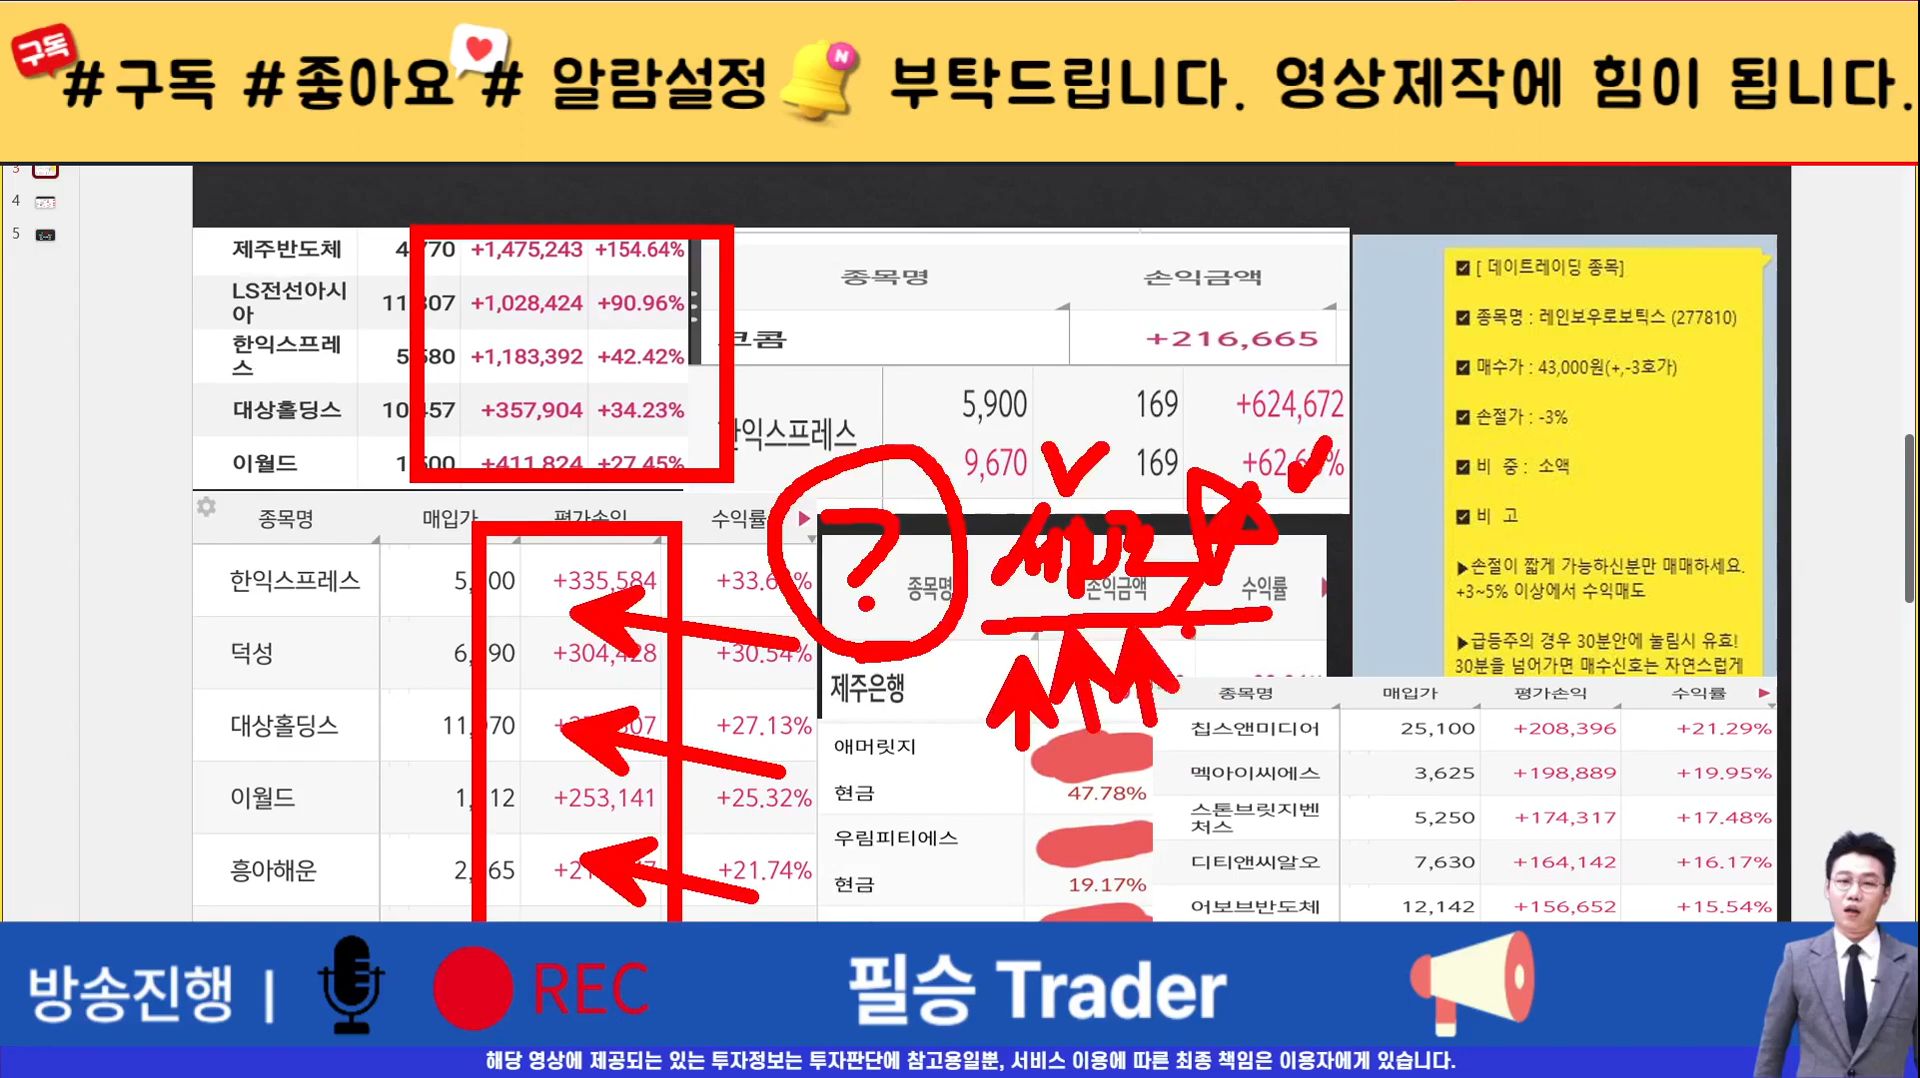 구독
#구독 #좋아요 # 알람설정 N 부탁드립니다. 영상제작에 힘이 됩니다.
3
4
5
제주반도체 +1,475,243 +154.64%
LS전선아시아 +1,028,424 +90.96%
한익스프레스 +1,183,392 +42.42%
대상홀딩스 +357,904 +34.23%
이월드 +411,824 +27.45%
종목명 손익금액
코콤 +216,665
한익스프레스 5,900 169 +624,672
9,670 169
[ 데이트레이딩 종목]
종목명 : 레인보우로보틱스 (277810)
매수가 : 43,000원(+,-3호가)
손절가 : -3%
비 중 : 소액
비 고
▶손절이 짧게 가능하신분만 매매하세요.
+3~5% 이상에서 수익매도
▶급등주의 경우 30분안에 눌림시 유효!
30분을 넘어가면 매수신호는 자연스럽게
종목명 매입가 평가손익 수익률
한익스프레스 +335,584
덕성 +304,428 +30.54%
대상홀딩스 +27.13%
이월드 +253,141 +25.32%
흥아해운 +21.74%
?
종목명 손익금액 수익률
제주은행
애머릿지
현금 47.78%
우림피티에스
현금 19.17%
종목명 매입가 평가손익 수익률
칩스앤미디어 25,100 +208,396 +21.29%
멕아이씨에스 3,625 +198,889 +19.95%
스톤브릿지벤처스 5,250 +174,317 +17.48%
디티앤씨알오 7,630 +164,142 +16.17%
어보브반도체 12,142 +156,652 +15.54%
방송진행 | REC 필승 Trader
해당 영상에 제공되는 있는 투자정보는 투자판단에 참고용일뿐, 서비스 이용에 따른 최종 책임은 이용자에게 있습니다.